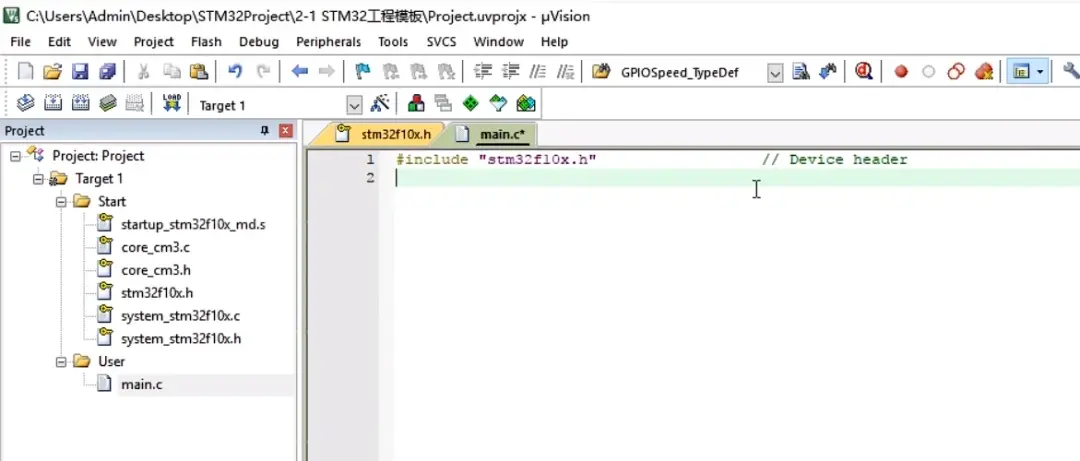 C:\Users\Admin\Desktop\STM32Project\2-1 STM32工程模板\Project.uvprojx - µVision
File Edit View Project Flash Debug Peripherals Tools SVCS Window Help
GPIOSpeed_TypeDef
LOAD Target 1
Project
stm32f10x.h main.c*
Project: Project
Target 1
Start
startup_stm32f10x_md.s
core_cm3.c
core_cm3.h
stm32f10x.h
system_stm32f10x.c
system_stm32f10x.h
User
main.c
1 #include "stm32f10x.h" // Device header
2